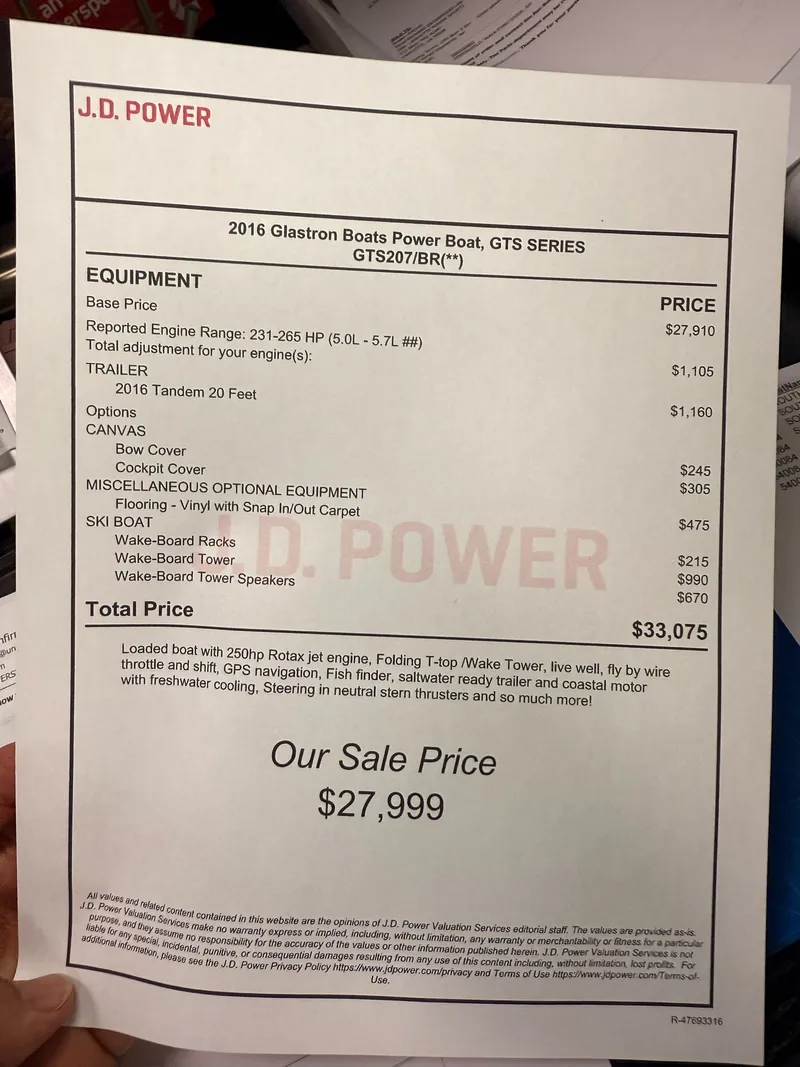 J.D. POWER
2016 Glastron Boats Power Boat, GTS SERIES
GTS207/BR(**)
EQUIPMENT PRICE
Base Price $27,910
Reported Engine Range: 231-265 HP (5.0L - 5.7L ##)
Total adjustment for your engine(s): $1,105
TRAILER
2016 Tandem 20 Feet $1,160
Options
CANVAS
Bow Cover $245
Cockpit Cover $305
MISCELLANEOUS OPTIONAL EQUIPMENT
Flooring - Vinyl with Snap In/Out Carpet $475
SKI BOAT
Wake-Board Racks $215
Wake-Board Tower $990
Wake-Board Tower Speakers $670
J.D. POWER
Total Price $33,075
Loaded boat with 250hp Rotax jet engine, Folding T-top /Wake Tower, live well, fly by wire
throttle and shift, GPS navigation, Fish finder, saltwater ready trailer and coastal motor
with freshwater cooling, Steering in neutral stern thrusters and so much more!
Our Sale Price
$27,999
All values and related content contained in this website are the opinions of J.D. Power Valuation Services editorial staff. The values are provided as-is.
J.D. Power Valuation Services make no warranty express or implied, including, without limitation, any warranty or merchantability or fitness for a particular
purpose, and they assume no responsibility for the accuracy of the values or other information published herein. J.D. Power Valuation Services is not
liable for any special, incidental, punitive, or consequential damages resulting from any use of this content including, without limitation, lost profits. For
additional information, please see the J.D. Power Privacy Policy https://www.jdpower.com/privacy and Terms of Use https://www.jdpower.com/Terms-of-
Use.
R-47693316